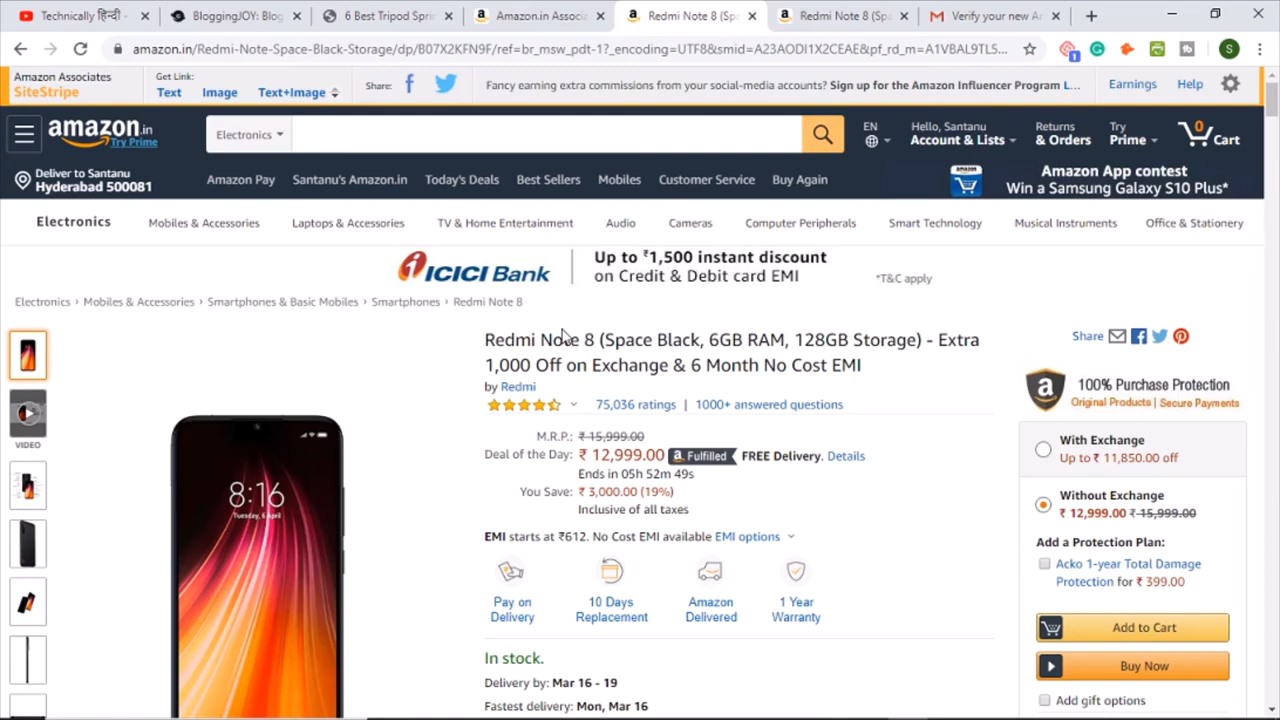 Technically हिन्दी -
BloggingJOY: Blog
6 Best Tripod Sprin
Amazon.in Associa
Redmi Note 8 (Spa
Redmi Note 8 (Spa
Verify your new Am
amazon.in/Redmi-Note-Space-Black-Storage/dp/B07X2KFN9F/ref=br_msw_pdt-1?_encoding=UTF8&smid=A23AODI1X2CEAE&pf_rd_m=A1VBAL9TL5...
1
S
Amazon Associates
SiteStripe
Get Link:
Text Image Text+Image
Share:
Fancy earning extra commissions from your social-media accounts? Sign up for the Amazon Influencer Program L...
Earnings Help
amazon.in
Try Prime
Electronics
EN
Hello, Santanu
Account & Lists
Returns
& Orders
Try
Prime
0
Cart
Deliver to Santanu
Hyderabad 500081
Amazon Pay Santanu's Amazon.in Today's Deals Best Sellers Mobiles Customer Service Buy Again
amazon
Amazon App contest
Win a Samsung Galaxy S10 Plus*
Electronics Mobiles & Accessories Laptops & Accessories TV & Home Entertainment Audio Cameras Computer Peripherals Smart Technology Musical Instruments Office & Stationery
ICICI Bank
Up to ₹1,500 instant discount
on Credit & Debit card EMI
*T&C apply
Electronics › Mobiles & Accessories › Smartphones & Basic Mobiles › Smartphones › Redmi Note 8
Redmi Note 8 (Space Black, 6GB RAM, 128GB Storage) - Extra
1,000 Off on Exchange & 6 Month No Cost EMI
by Redmi
75,036 ratings | 1000+ answered questions
M.R.P.: ₹ 15,999.00
Deal of the Day: ₹ 12,999.00 a Fulfilled FREE Delivery. Details
Ends in 05h 52m 49s
You Save: ₹ 3,000.00 (19%)
Inclusive of all taxes
EMI starts at ₹612. No Cost EMI available EMI options
Pay on
Delivery
10 Days
Replacement
Amazon
Delivered
1 Year
Warranty
In stock.
Delivery by: Mar 16 - 19
Fastest delivery: Mon, Mar 16
VIDEO
8:16
Tuesday, 6 April
Share
a
100% Purchase Protection
Original Products | Secure Payments
With Exchange
Up to ₹ 11,850.00 off
Without Exchange
₹ 12,999.00 ₹ 15,999.00
Add a Protection Plan:
Acko 1-year Total Damage
Protection for ₹ 399.00
Add to Cart
Buy Now
Add gift options